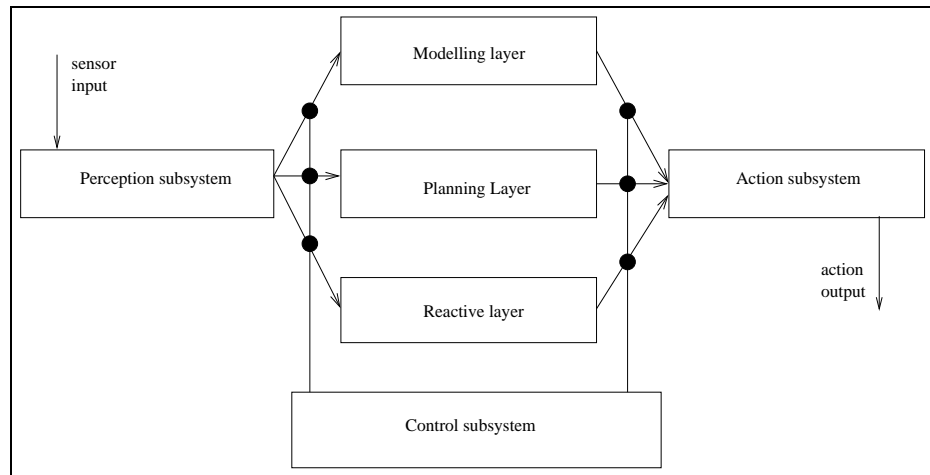 sensor
input
Modelling layer
Perception subsystem
Planning Layer
Action subsystem
action
output
Reactive layer
Control subsystem